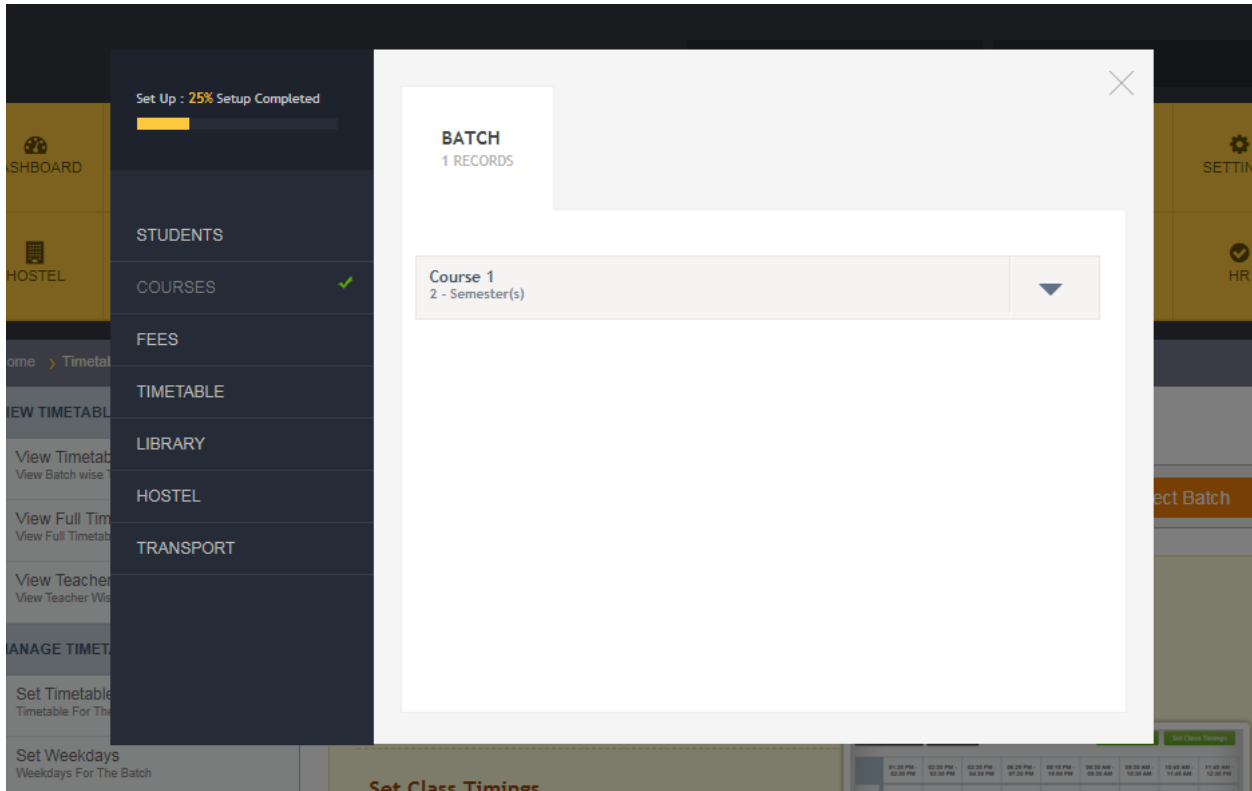 Set Up : 25% Setup Completed
BATCH
1 RECORDS
STUDENTS
COURSES
FEES
TIMETABLE
LIBRARY
HOSTEL
TRANSPORT
Course 1
2 - Semester(s)
SHBOARD
HOSTEL
SETTIN
HR
ome > Timetal
IEW TIMETABL
View Timetab
View Batch wise T
View Full Tim
View Full Timetab
View Teacher
View Teacher Wis
ANAGE TIMET
Set Timetable
Timetable For The
Set Weekdays
Weekdays For The Batch
ect Batch
Set Class Timings
Set Class Timings